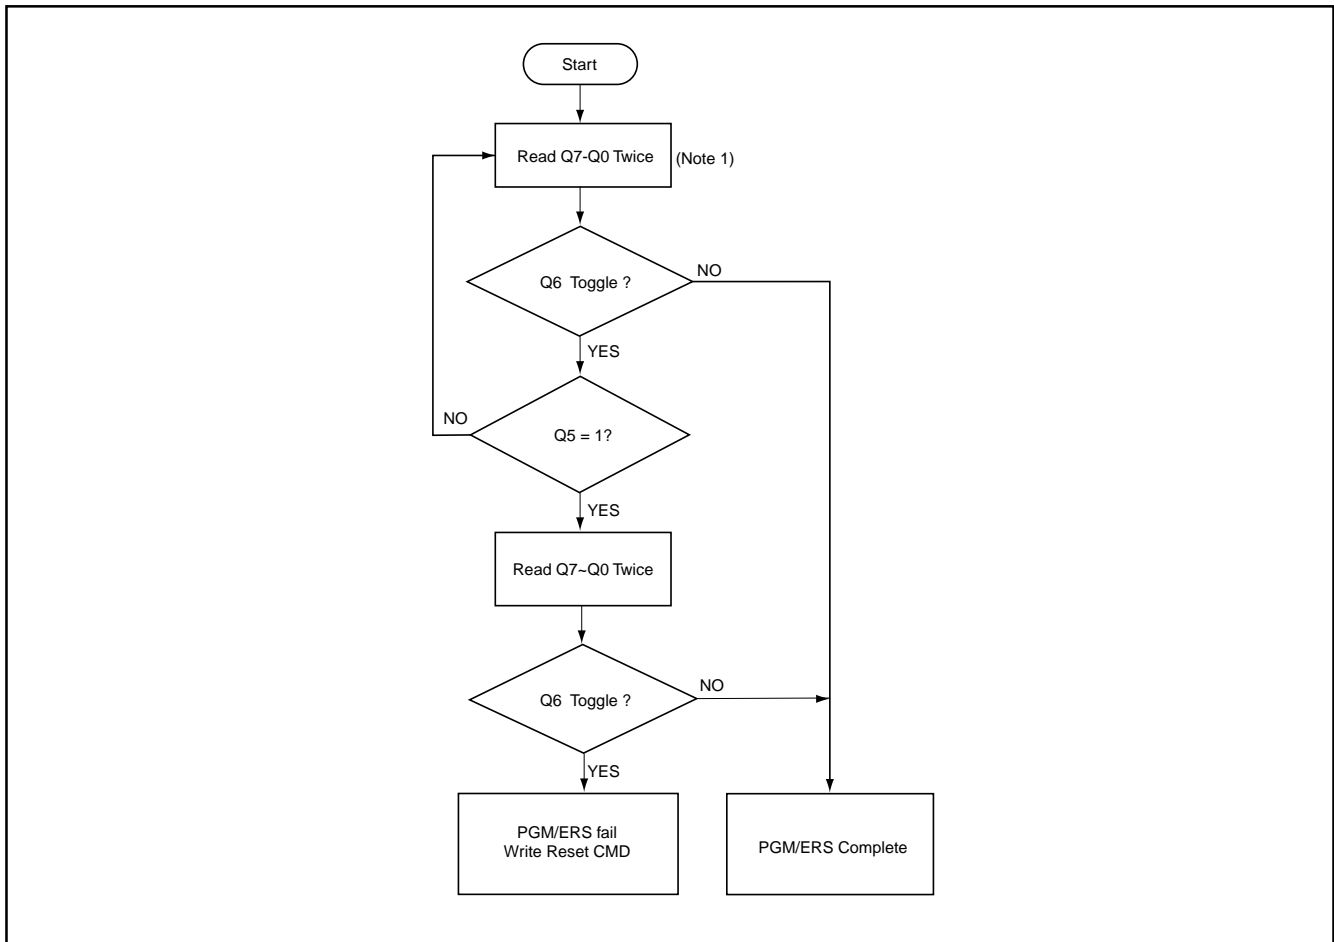 Start
Read Q7-Q0 Twice
(Note 1)
Q6 Toggle ?
NO
YES
NO
Q5 = 1?
YES
Read Q7~Q0 Twice
Q6 Toggle ?
NO
YES
PGM/ERS fail
Write Reset CMD
PGM/ERS Complete